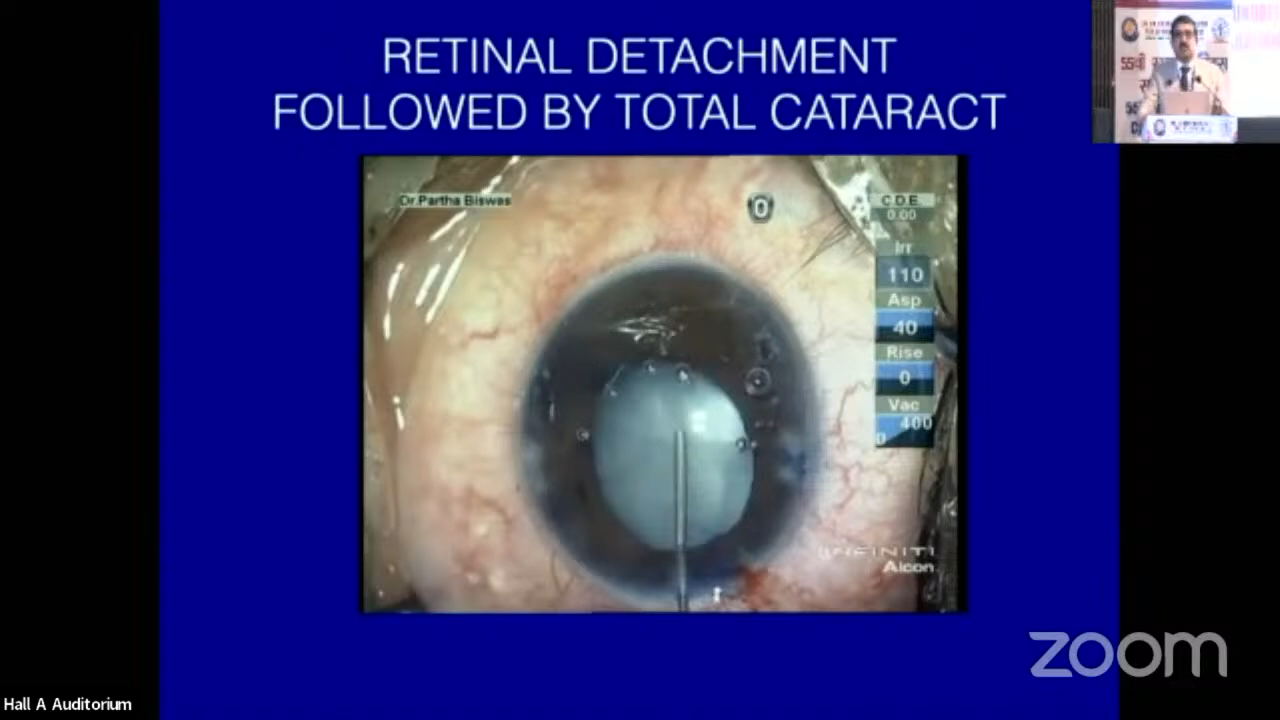 RETINAL DETACHMENT
FOLLOWED BY TOTAL CATARACT
Dr.Partha Biswas
0
C.D.E.
0.00
Irr
110
Asp
40
Rise
0
Vac
400
0
INFINITI
Alcon
55वां
zoom
Hall A Auditorium